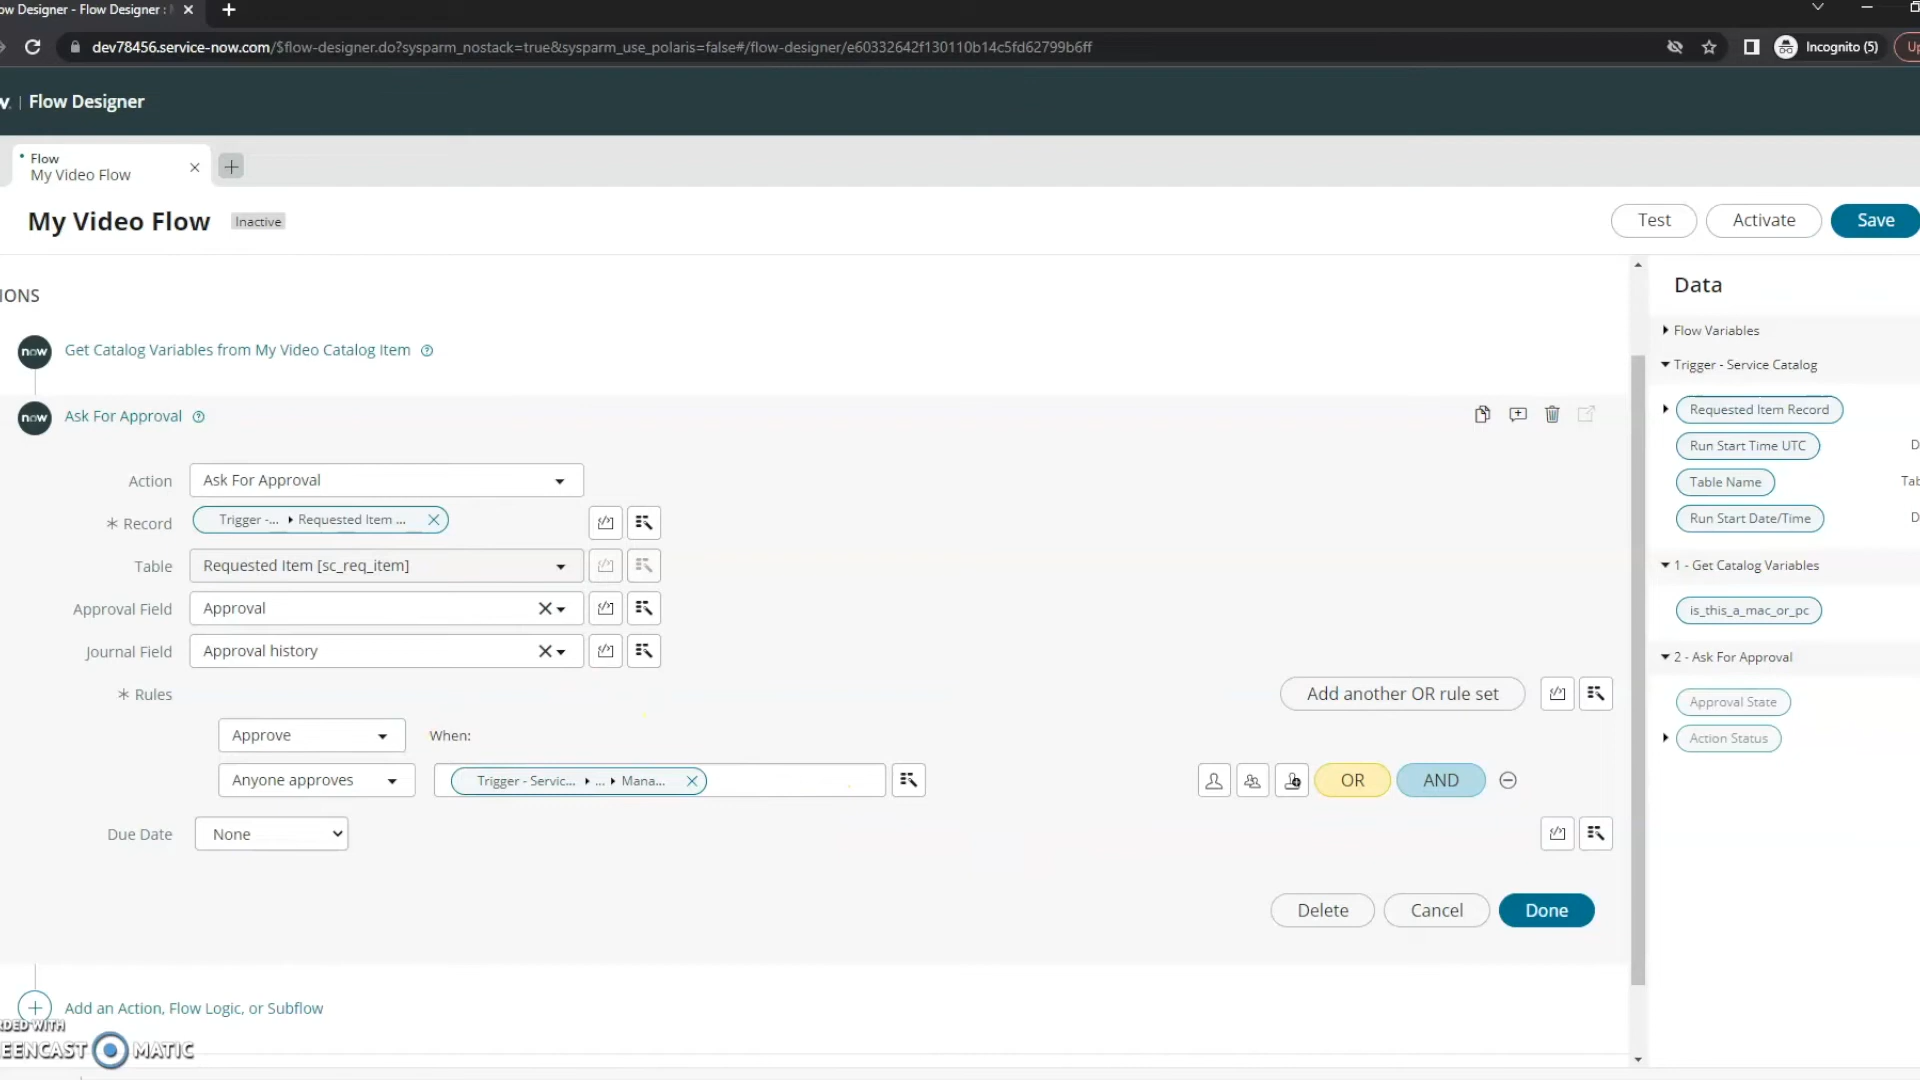 ow Designer - Flow Designer :
dev78456.service-now.com/$flow-designer.do?sysparm_nostack=true&sysparm_use_polaris=false#/flow-designer/e60332642f130110b14c5fd62799b6ff
Incognito (5)
Up
w. | Flow Designer
Flow
My Video Flow
My Video Flow
Inactive
Test
Activate
Save
IONS
Data
Flow Variables
now
Get Catalog Variables from My Video Catalog Item
Trigger - Service Catalog
now
Ask For Approval
Requested Item Record
Run Start Time UTC
D
Action
Ask For Approval
Table Name
Tab
* Record
Trigger -... ▸ Requested Item ...
Run Start Date/Time
D
Table
Requested Item [sc_req_item]
1 - Get Catalog Variables
Approval Field
Approval
is_this_a_mac_or_pc
Journal Field
Approval history
2 - Ask For Approval
* Rules
Add another OR rule set
Approval State
Approve
When:
Action Status
Anyone approves
Trigger - Servic... ▸ ... ▸ Mana...
OR
AND
Due Date
None
Delete
Cancel
Done
Add an Action, Flow Logic, or Subflow
RDED WITH
EENCAST MATIC